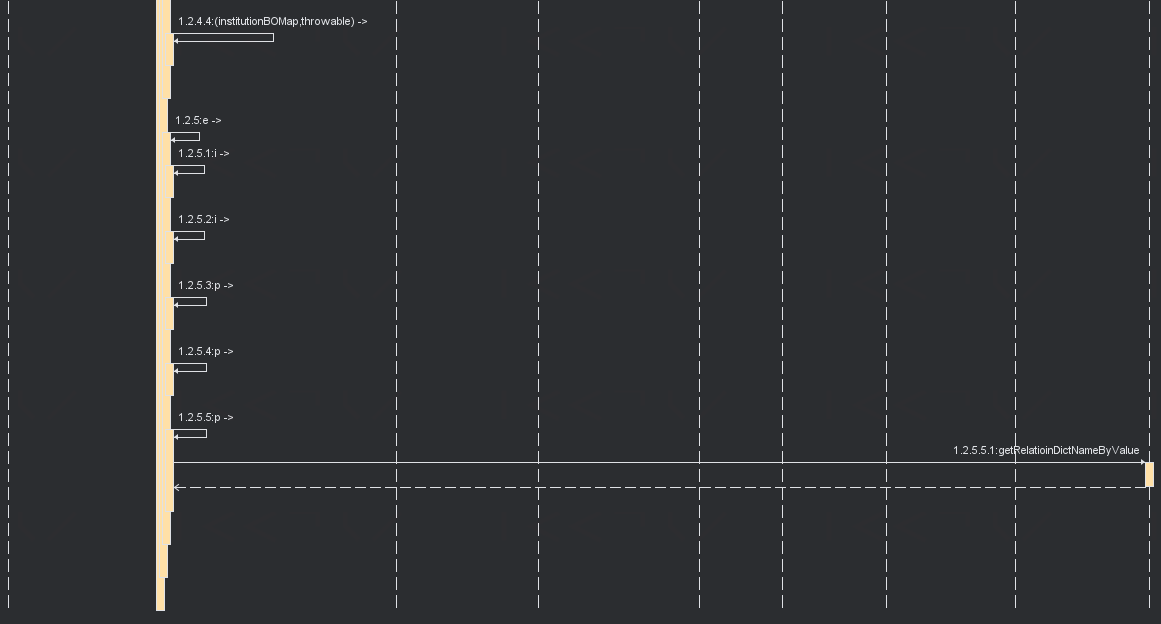 1.2.4.4:(institutionBOMap,throwable) ->
1.2.5:e ->
1.2.5.1:i ->
1.2.5.2:i ->
1.2.5.3:p ->
1.2.5.4:p ->
1.2.5.5:p ->
1.2.5.5.1:getRelatioinDictNameByValue